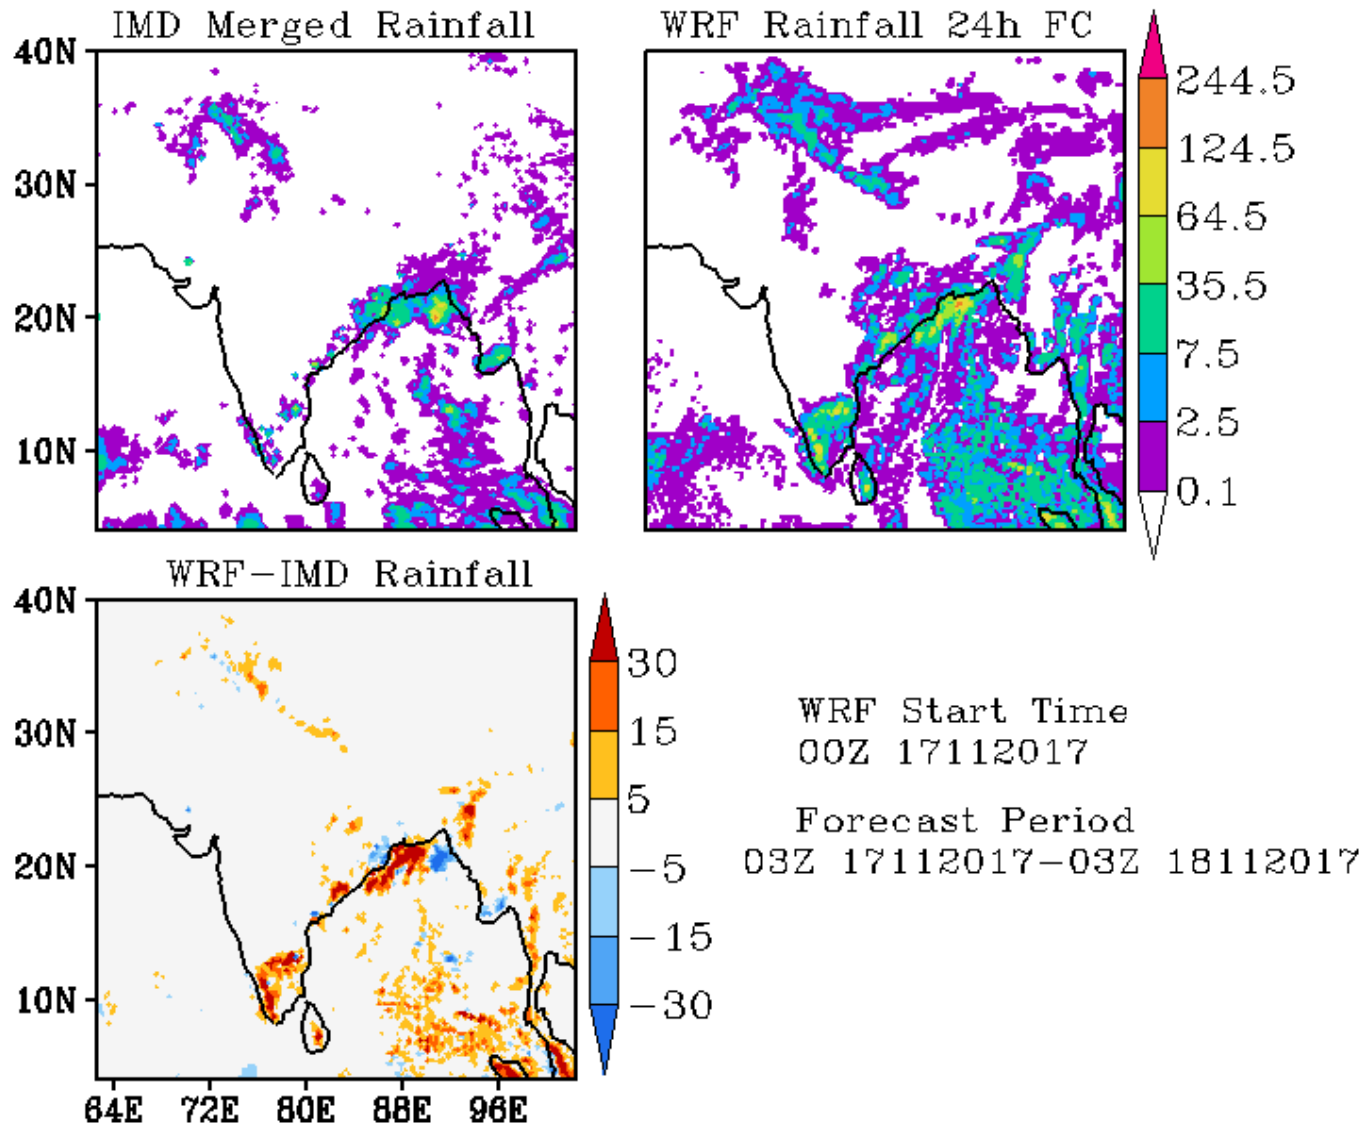 IMD Merged Rainfall
WRF Rainfall 24h FC
40N
30N
20N
10N
244.5
124.5
64.5
35.5
7.5
2.5
0.1
WRF-IMD Rainfall
40N
30N
20N
10N
64E 72E 80E 88E 96E
30
15
5
-5
-15
-30
WRF Start Time
00Z 17112017
Forecast Period
03Z 17112017-03Z 18112017